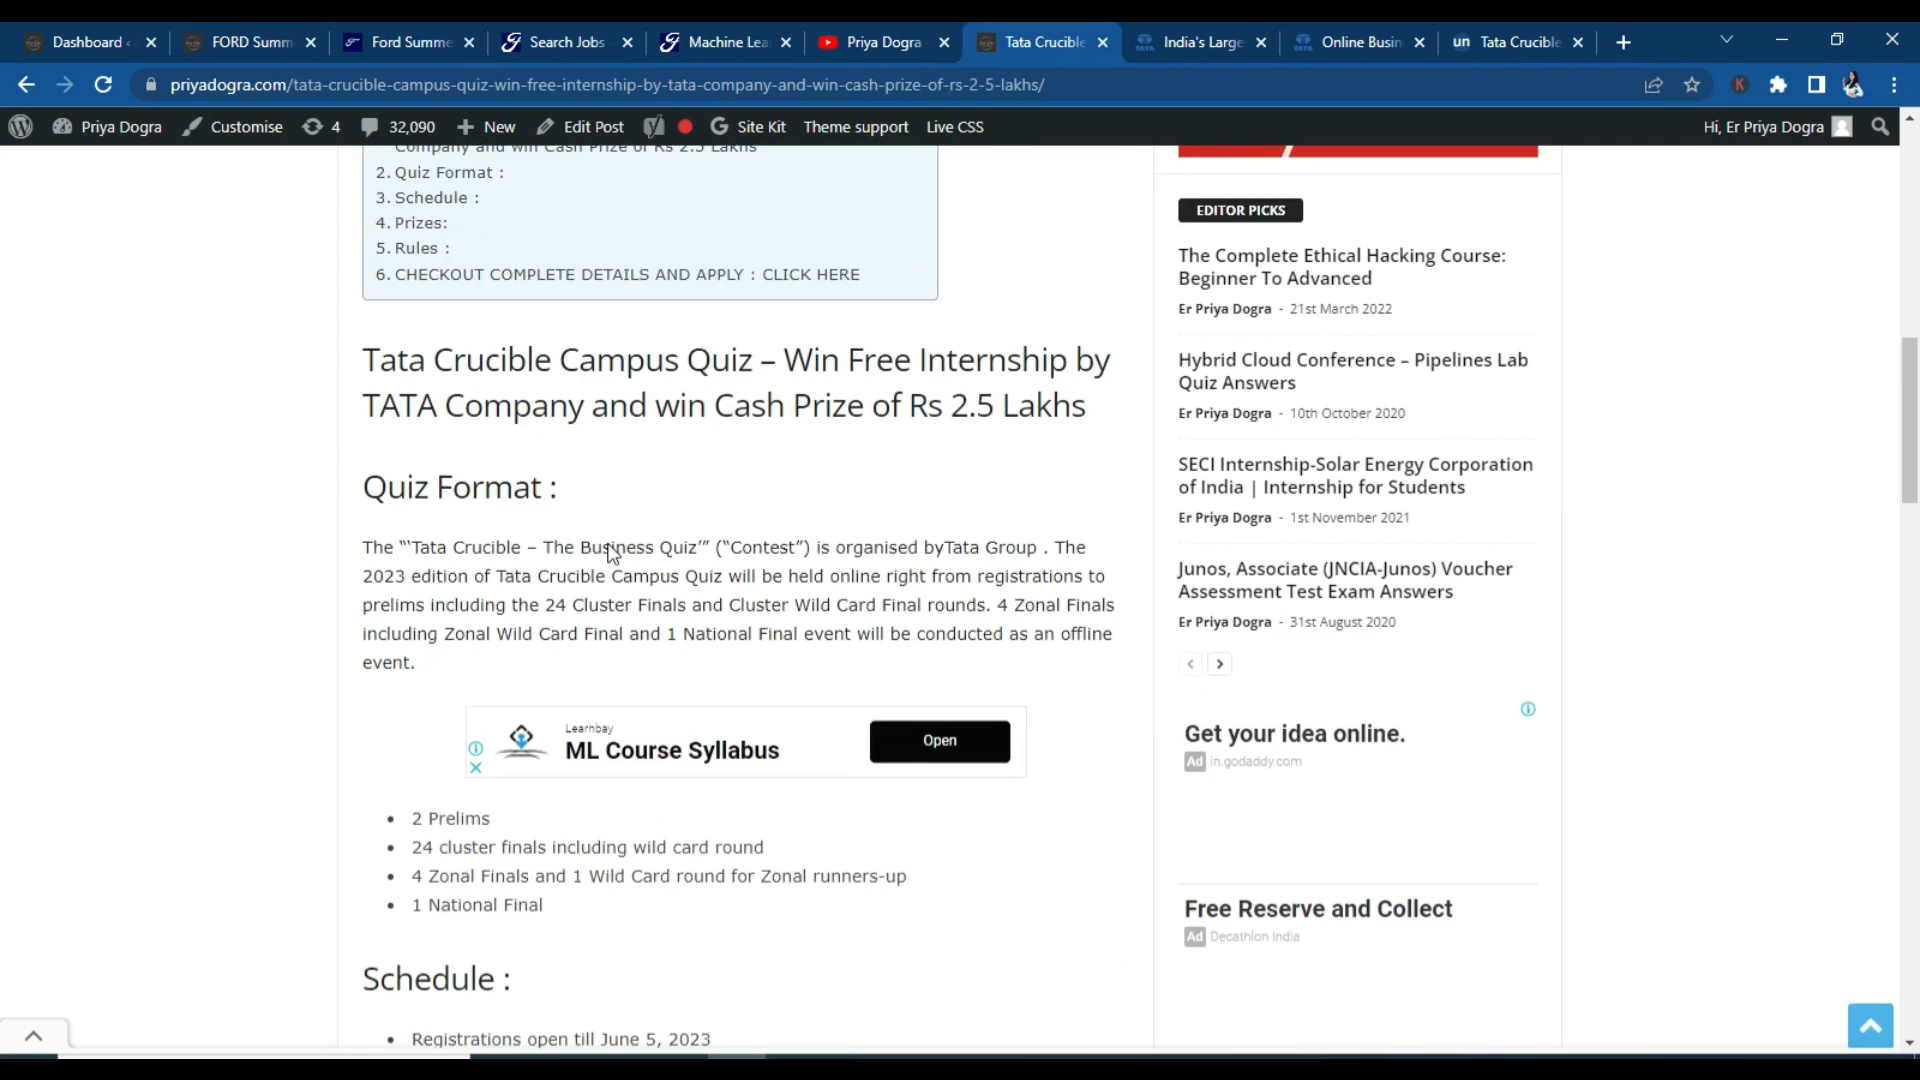 Dashboard
FORD Summ
Ford Summe
Search Jobs
Machine Lea
Priya Dogra
Tata Crucible
India's Large
Online Busin
un Tata Crucible
priyadogra.com/tata-crucible-campus-quiz-win-free-internship-by-tata-company-and-win-cash-prize-of-rs-2-5-lakhs/
K
Priya Dogra Customise 4 32,090 New Edit Post Site Kit Theme support Live CSS Hi, Er Priya Dogra
Company and win Cash Prize of Rs 2.5 Lakhs
2. Quiz Format :
3. Schedule :
4. Prizes:
5. Rules :
6. CHECKOUT COMPLETE DETAILS AND APPLY : CLICK HERE
Tata Crucible Campus Quiz – Win Free Internship by
TATA Company and win Cash Prize of Rs 2.5 Lakhs
Quiz Format :
The “‘Tata Crucible – The Business Quiz’” (“Contest”) is organised byTata Group . The
2023 edition of Tata Crucible Campus Quiz will be held online right from registrations to
prelims including the 24 Cluster Finals and Cluster Wild Card Final rounds. 4 Zonal Finals
including Zonal Wild Card Final and 1 National Final event will be conducted as an offline
event.
Learnbay
ML Course Syllabus
Open
• 2 Prelims
• 24 cluster finals including wild card round
• 4 Zonal Finals and 1 Wild Card round for Zonal runners-up
• 1 National Final
Schedule :
• Registrations open till June 5, 2023
EDITOR PICKS
The Complete Ethical Hacking Course:
Beginner To Advanced
Er Priya Dogra - 21st March 2022
Hybrid Cloud Conference – Pipelines Lab
Quiz Answers
Er Priya Dogra - 10th October 2020
SECI Internship-Solar Energy Corporation
of India | Internship for Students
Er Priya Dogra - 1st November 2021
Junos, Associate (JNCIA-Junos) Voucher
Assessment Test Exam Answers
Er Priya Dogra - 31st August 2020
Get your idea online.
Ad in.godaddy.com
Free Reserve and Collect
Ad Decathlon India